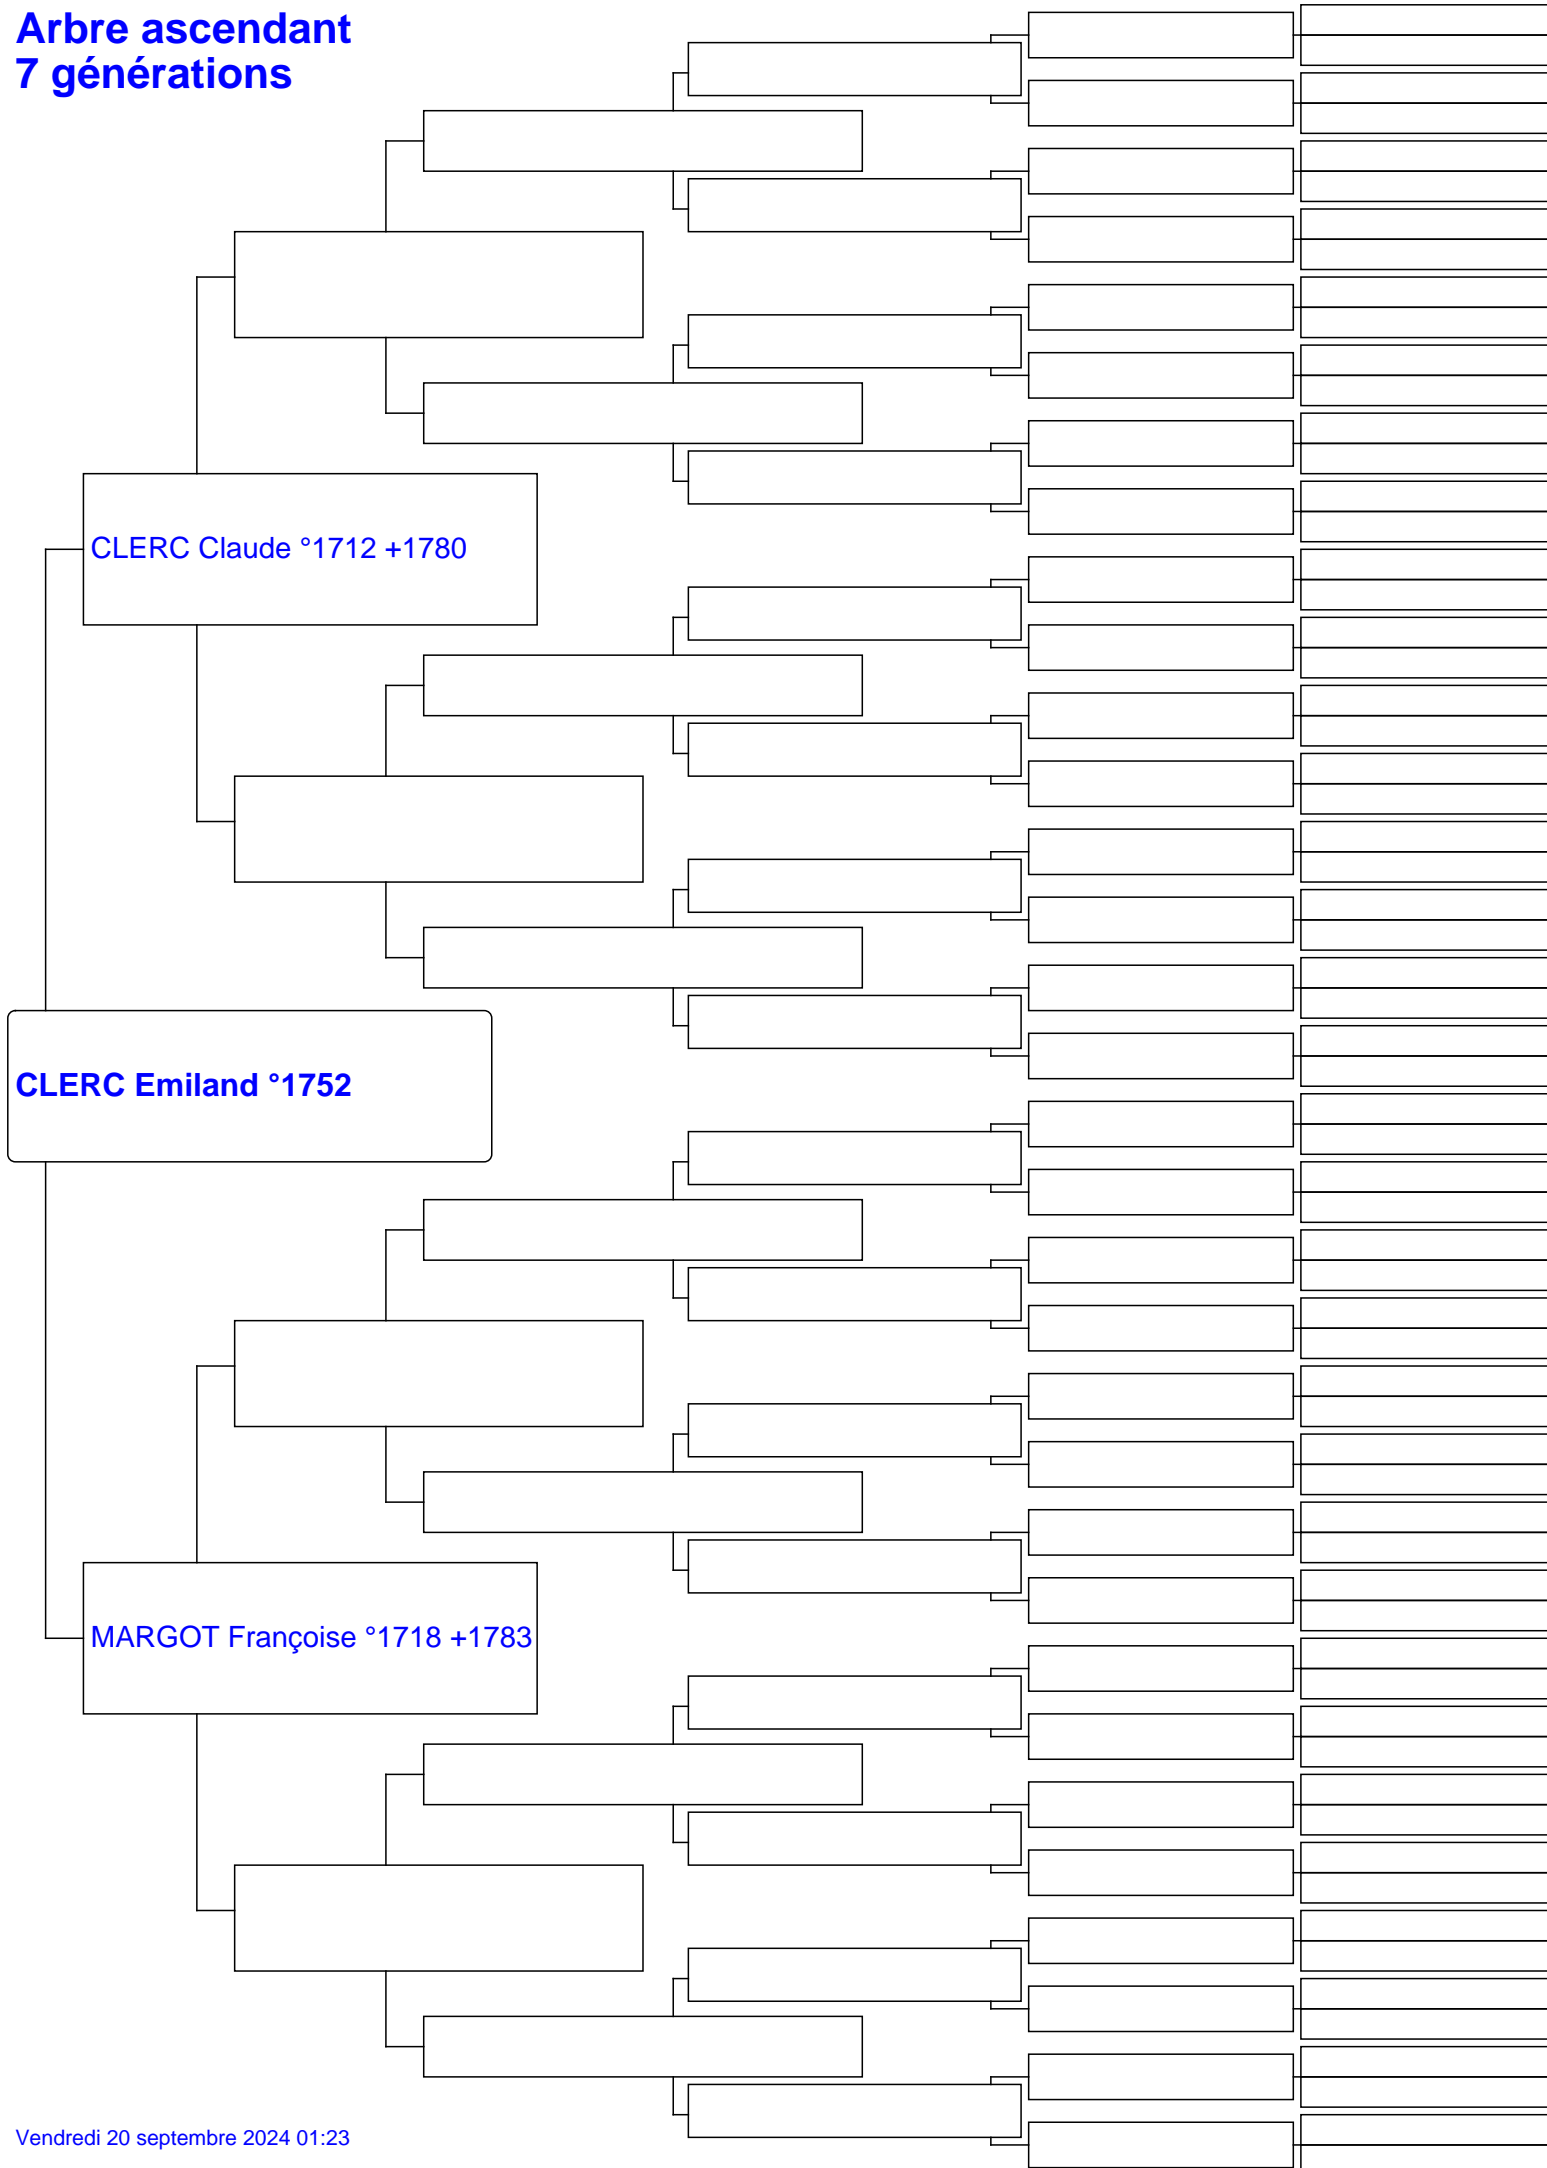 Arbre ascendant
7 générations
CLERC Claude °1712 +1780
CLERC Emiland °1752
MARGOT Françoise °1718 +1783
Vendredi 20 septembre 2024 01:23